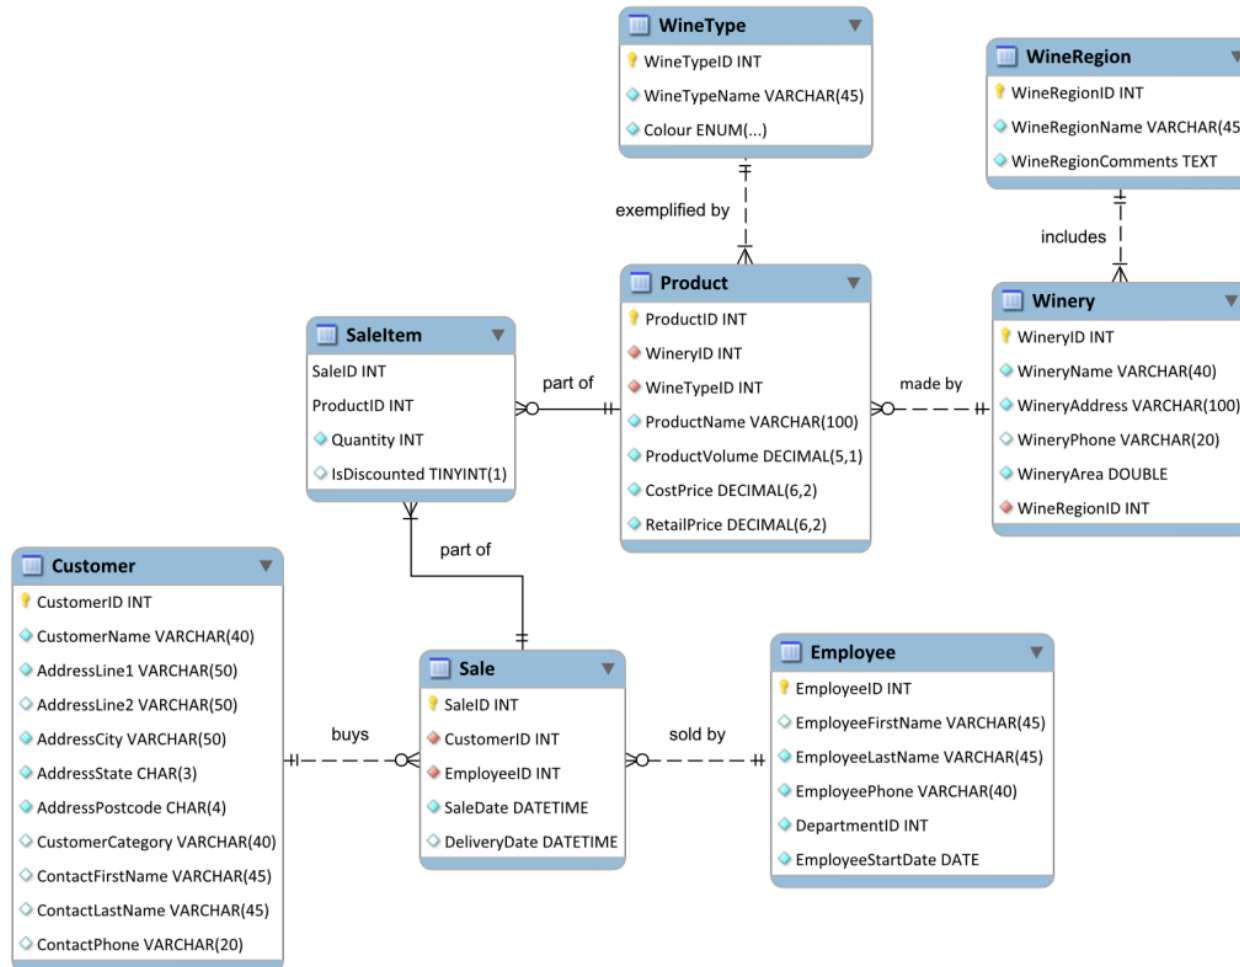 WineType
WineTypeID INT
WineTypeName VARCHAR(45)
Colour ENUM(...)
WineRegion
WineRegionID INT
WineRegionName VARCHAR(45
WineRegionComments TEXT
exemplified by
includes
Product
ProductID INT
WineryID INT
WineTypeID INT
ProductName VARCHAR(100)
ProductVolume DECIMAL(5,1)
CostPrice DECIMAL(6,2)
RetailPrice DECIMAL(6,2)
Winery
WineryID INT
WineryName VARCHAR(40)
WineryAddress VARCHAR(100)
WineryPhone VARCHAR(20)
WineryArea DOUBLE
WineRegionID INT
SaleItem
SaleID INT
ProductID INT
Quantity INT
IsDiscounted TINYINT(1)
part of
made by
part of
Customer
CustomerID INT
CustomerName VARCHAR(40)
AddressLine1 VARCHAR(50)
AddressLine2 VARCHAR(50)
AddressCity VARCHAR(50)
AddressState CHAR(3)
AddressPostcode CHAR(4)
CustomerCategory VARCHAR(40)
ContactFirstName VARCHAR(45)
ContactLastName VARCHAR(45)
ContactPhone VARCHAR(20)
buys
Sale
SaleID INT
CustomerID INT
EmployeeID INT
SaleDate DATETIME
DeliveryDate DATETIME
sold by
Employee
EmployeeID INT
EmployeeFirstName VARCHAR(45)
EmployeeLastName VARCHAR(45)
EmployeePhone VARCHAR(40)
DepartmentID INT
EmployeeStartDate DATE